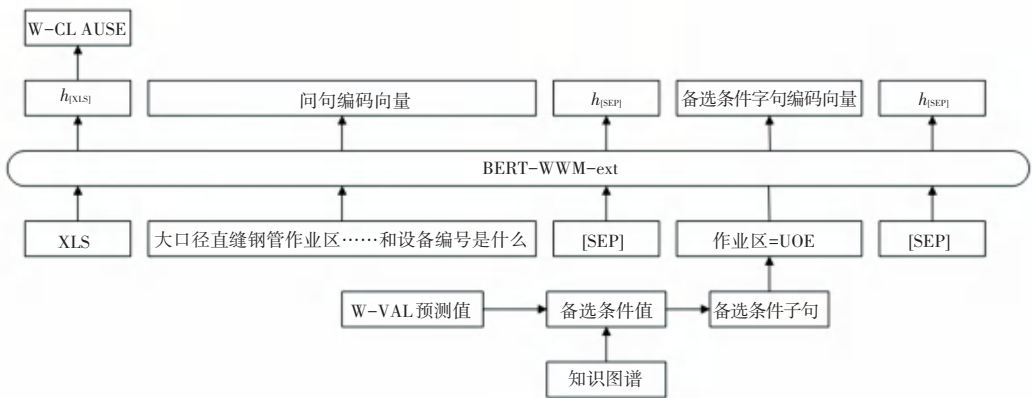 W-CL AUSE
h[XLS]
问句编码向量
h[SEP]
备选条件字句编码向量
h[SEP]
BERT-WWM-ext
XLS
大口径直缝钢管作业区……和设备编号是什么
[SEP]
作业区=UOE
[SEP]
W-VAL预测值
备选条件值
备选条件子句
知识图谱